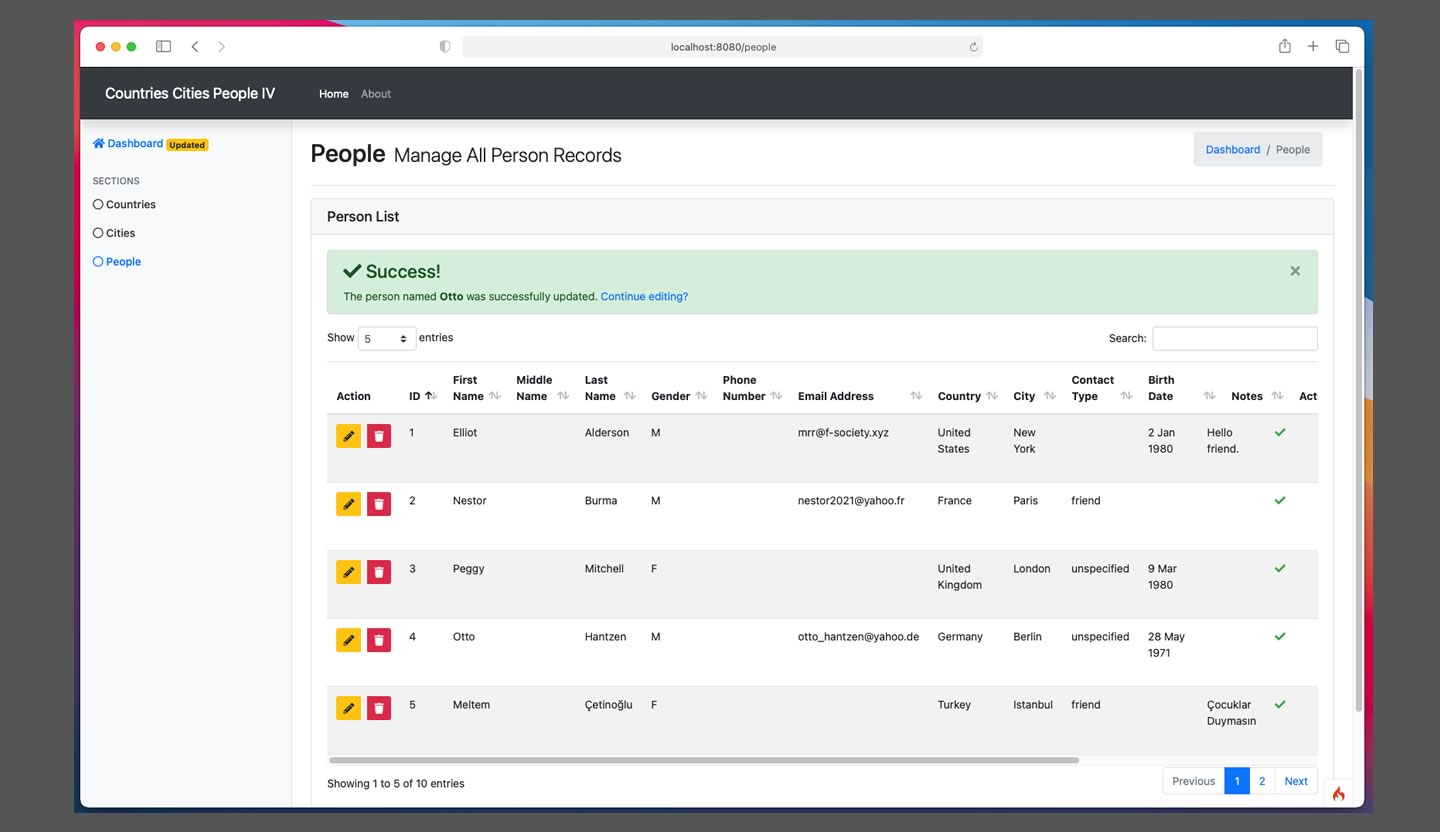 localhost:8080/people
Countries Cities People IV Home About
Dashboard Updated
SECTIONS
Countries
Cities
People
People Manage All Person Records
Dashboard / People
Person List
Success!
The person named Otto was successfully updated. Continue editing?
Show 5 entries
Search:
Action ID First Name Middle Name Last Name Gender Phone Number Email Address Country City Contact Type Birth Date Notes Act
1 Elliot Alderson M mrr@f-society.xyz United States New York 2 Jan 1980 Hello friend.
2 Nestor Burma M nestor2021@yahoo.fr France Paris friend
3 Peggy Mitchell F United Kingdom London unspecified 9 Mar 1980
4 Otto Hantzen M otto_hantzen@yahoo.de Germany Berlin unspecified 28 May 1971
5 Meltem Çetinoğlu F Turkey Istanbul friend Çocuklar Duymasın
Showing 1 to 5 of 10 entries
Previous 1 2 Next